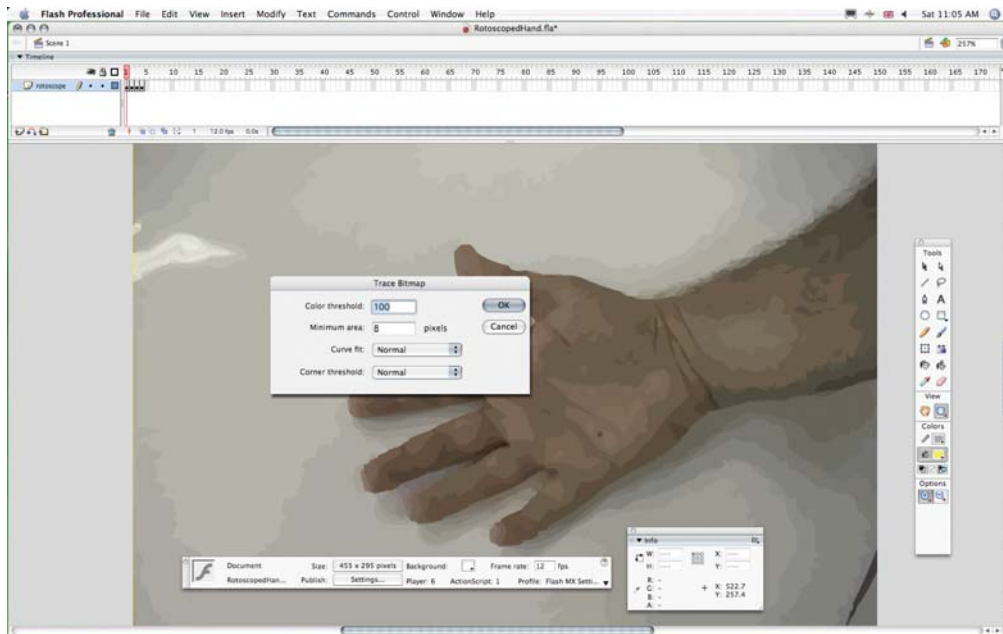 Flash Professional File Edit View Insert Modify Text Commands Control Window Help Sat 11:05 AM
RotoscopedHand.fla*
Scene 1 257%
Timeline
5 10 15 20 25 30 35 40 45 50 55 60 65 70 75 80 85 90 95 100 105 110 115 120 125 130 135 140 145 150 155 160 165 170
rotoscope
1 12.0 fps 0.0s
Tools
Trace Bitmap
Color threshold: 100 OK
Minimum area: 8 pixels Cancel
Curve fit: Normal
Corner threshold: Normal
View
Colors
Options
Info
W: X:
H: Y:
R: -
G: - + X: 522.7
B: - Y: 257.4
A: -
Document Size: 455 x 295 pixels Background: Frame rate: 12 fps
RotoscopedHan... Publish: Settings... Player: 6 ActionScript: 1 Profile: Flash MX Setti...